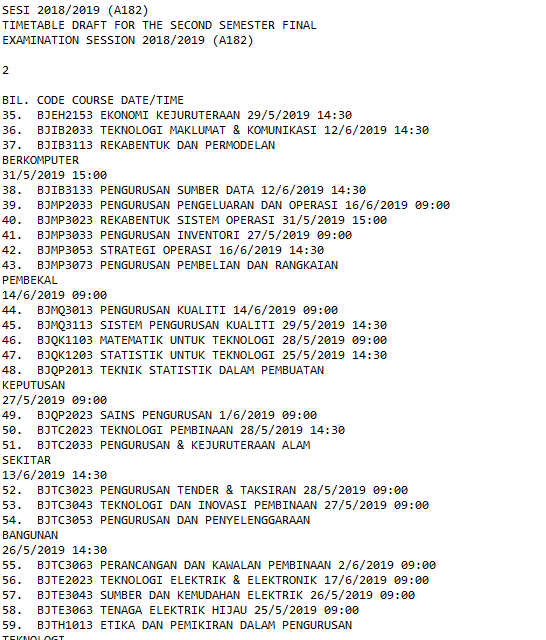 SESI 2018/2019 (A182)
TIMETABLE DRAFT FOR THE SECOND SEMESTER FINAL
EXAMINATION SESSION 2018/2019 (A182)
2
BIL. CODE COURSE DATE/TIME
35. BJEH2153 EKONOMI KEJURUTERAAN 29/5/2019 14:30
36. BJIB2033 TEKNOLOGI MAKLUMAT & KOMUNIKASI 12/6/2019 14:30
37. BJIB3113 REKABENTUK DAN PERMODELAN
BERKOMPUTER
31/5/2019 15:00
38. BJIB3133 PENGURUSAN SUMBER DATA 12/6/2019 14:30
39. BJMP2033 PENGURUSAN PENGELUARAN DAN OPERASI 16/6/2019 09:00
40. BJMP3023 REKABENTUK SISTEM OPERASI 31/5/2019 15:00
41. BJMP3033 PENGURUSAN INVENTORI 27/5/2019 09:00
42. BJMP3053 STRATEGI OPERASI 16/6/2019 14:30
43. BJMP3073 PENGURUSAN PEMBELIAN DAN RANGKAIAN
PEMBEKAL
14/6/2019 09:00
44. BJMQ3013 PENGURUSAN KUALITI 14/6/2019 09:00
45. BJMQ3113 SISTEM PENGURUSAN KUALITI 29/5/2019 14:30
46. BJQK1103 MATEMATIK UNTUK TEKNOLOGI 28/5/2019 09:00
47. BJQK1203 STATISTIK UNTUK TEKNOLOGI 25/5/2019 14:30
48. BJQP2013 TEKNIK STATISTIK DALAM PEMBUATAN
KEPUTUSAN
27/5/2019 09:00
49. BJQP2023 SAINS PENGURUSAN 1/6/2019 09:00
50. BJTC2023 TEKNOLOGI PEMBINAAN 28/5/2019 14:30
51. BJTC2033 PENGURUSAN & KEJURUTERAAN ALAM
SEKITAR
13/6/2019 14:30
52. BJTC3023 PENGURUSAN TENDER & TAKSIRAN 28/5/2019 09:00
53. BJTC3043 TEKNOLOGI DAN INOVASI PEMBINAAN 27/5/2019 09:00
54. BJTC3053 PENGURUSAN DAN PENYELENGGARAAN
BANGUNAN
26/5/2019 14:30
55. BJTC3063 PERANCANGAN DAN KAWALAN PEMBINAAN 2/6/2019 09:00
56. BJTE2023 TEKNOLOGI ELEKTRIK & ELEKTRONIK 17/6/2019 09:00
57. BJTE3043 SUMBER DAN KEMUDAHAN ELEKTRIK 26/5/2019 09:00
58. BJTE3063 TENAGA ELEKTRIK HIJAU 25/5/2019 09:00
59. BJTH1013 ETIKA DAN PEMIKIRAN DALAM PENGURUSAN
TEKNOLOGI